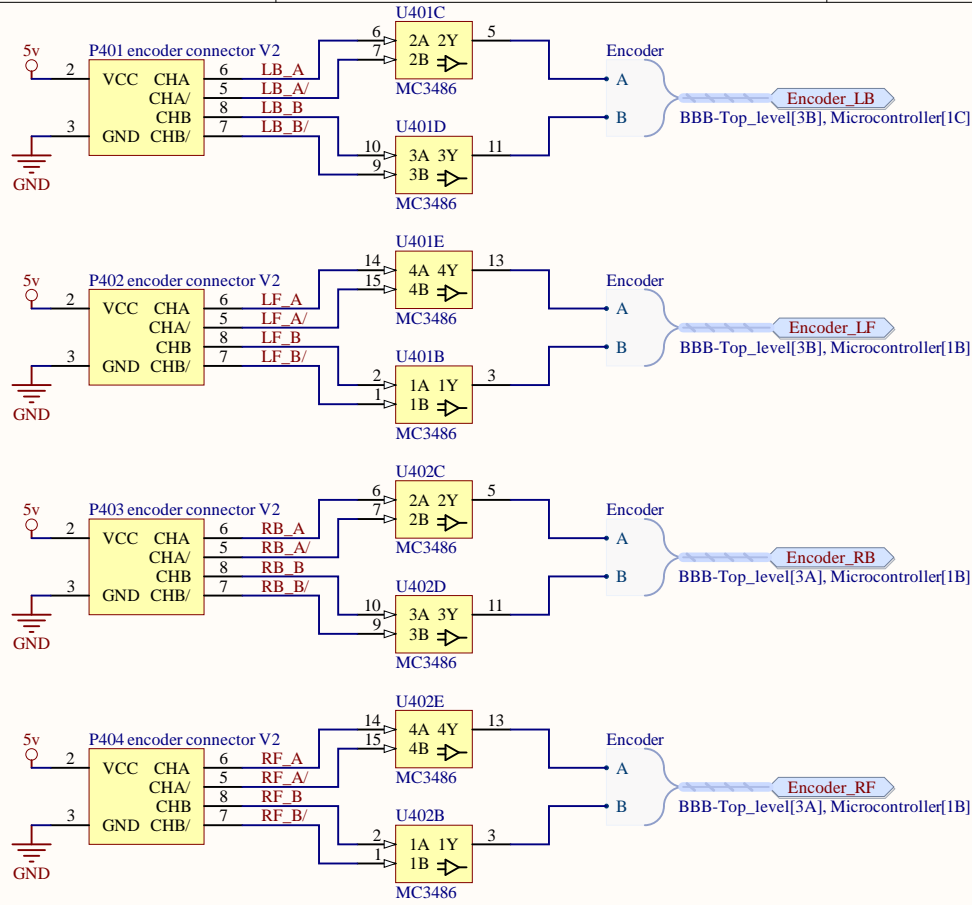 U401C
P401 encoder connector V2
5v
2 VCC CHA 6 LB_A
CHA/ 5 LB_A/
CHB 8 LB_B
3 GND CHB/ 7 LB_B/
GND
6 2A 2Y 5
7 2B
MC3486
U401D
10 3A 3Y 11
9 3B
MC3486
Encoder
A
B
Encoder_LB
BBB-Top_level[3B], Microcontroller[1C]
U401E
P402 encoder connector V2
5v
2 VCC CHA 6 LF_A
CHA/ 5 LF_A/
CHB 8 LF_B
3 GND CHB/ 7 LF_B/
GND
14 4A 4Y 13
15 4B
MC3486
U401B
2 1A 1Y 3
1 1B
MC3486
Encoder
A
B
Encoder_LF
BBB-Top_level[3B], Microcontroller[1B]
U402C
P403 encoder connector V2
5v
2 VCC CHA 6 RB_A
CHA/ 5 RB_A/
CHB 8 RB_B
3 GND CHB/ 7 RB_B/
GND
6 2A 2Y 5
7 2B
MC3486
U402D
10 3A 3Y 11
9 3B
MC3486
Encoder
A
B
Encoder_RB
BBB-Top_level[3A], Microcontroller[1B]
U402E
P404 encoder connector V2
5v
2 VCC CHA 6 RF_A
CHA/ 5 RF_A/
CHB 8 RF_B
3 GND CHB/ 7 RF_B/
GND
14 4A 4Y 13
15 4B
MC3486
U402B
2 1A 1Y 3
1 1B
MC3486
Encoder
A
B
Encoder_RF
BBB-Top_level[3A], Microcontroller[1B]